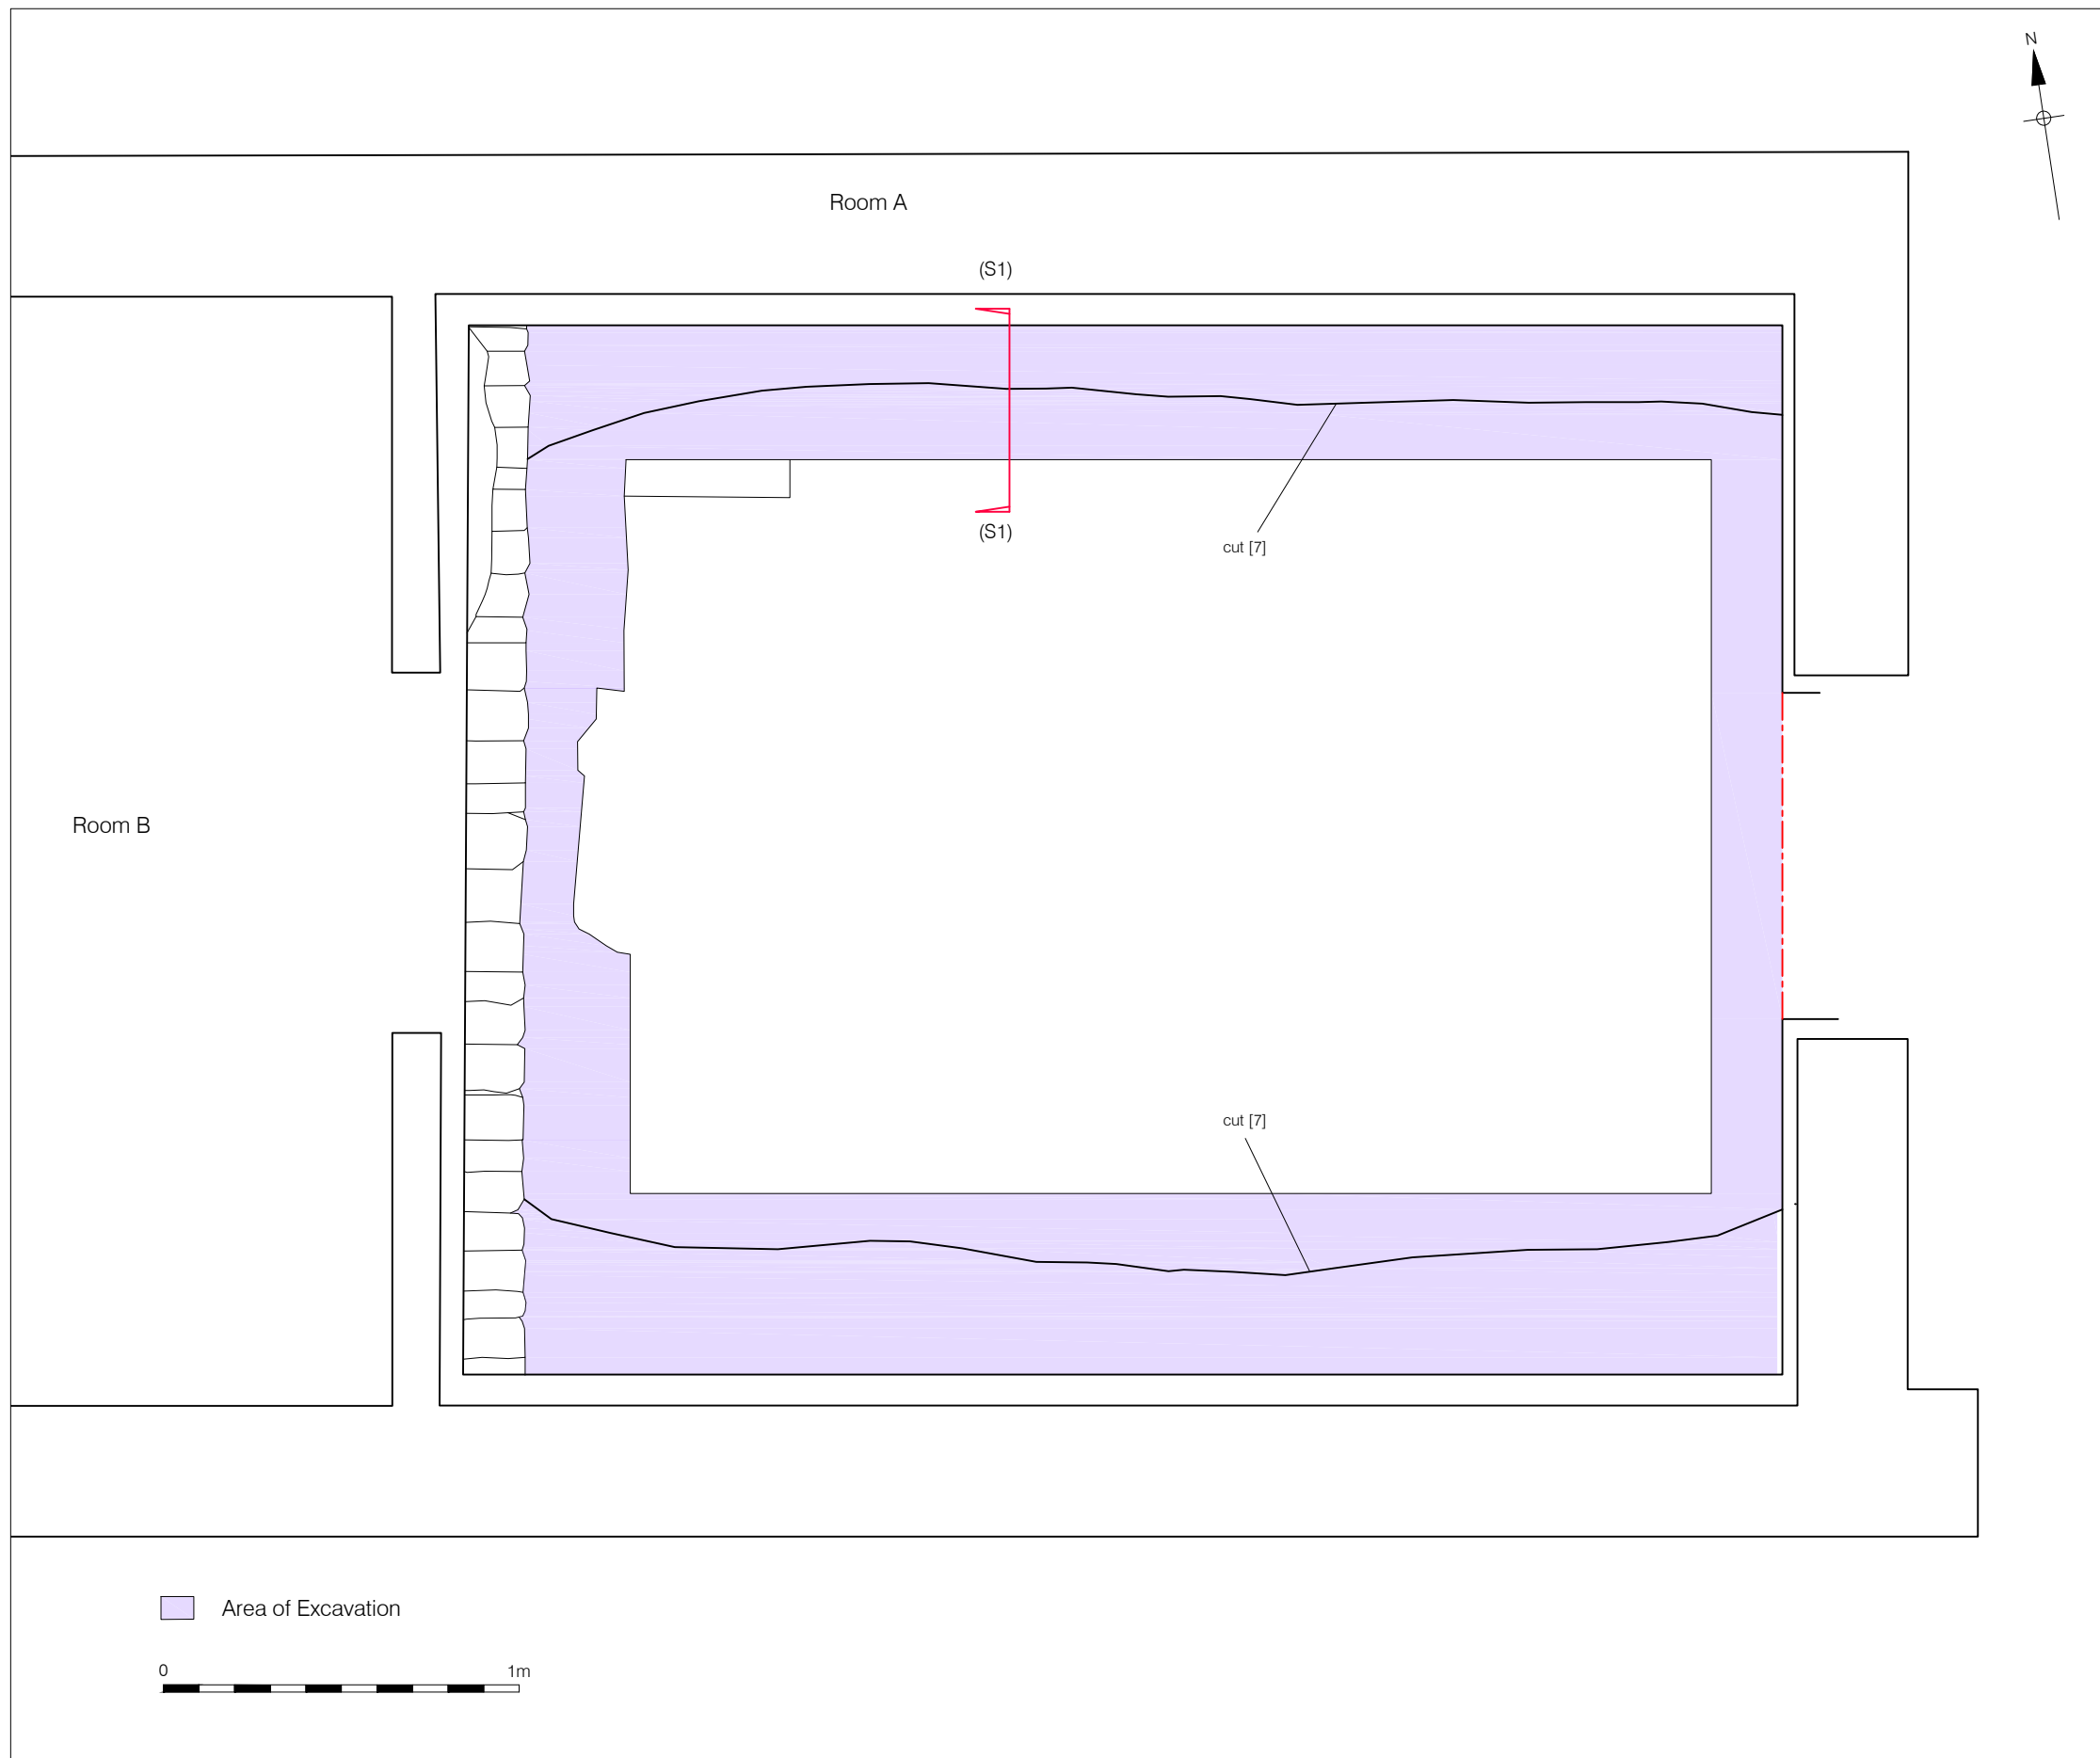 N
Room A
(S1)
(S1)
cut [7]
Room B
cut [7]
Area of Excavation
0 1m